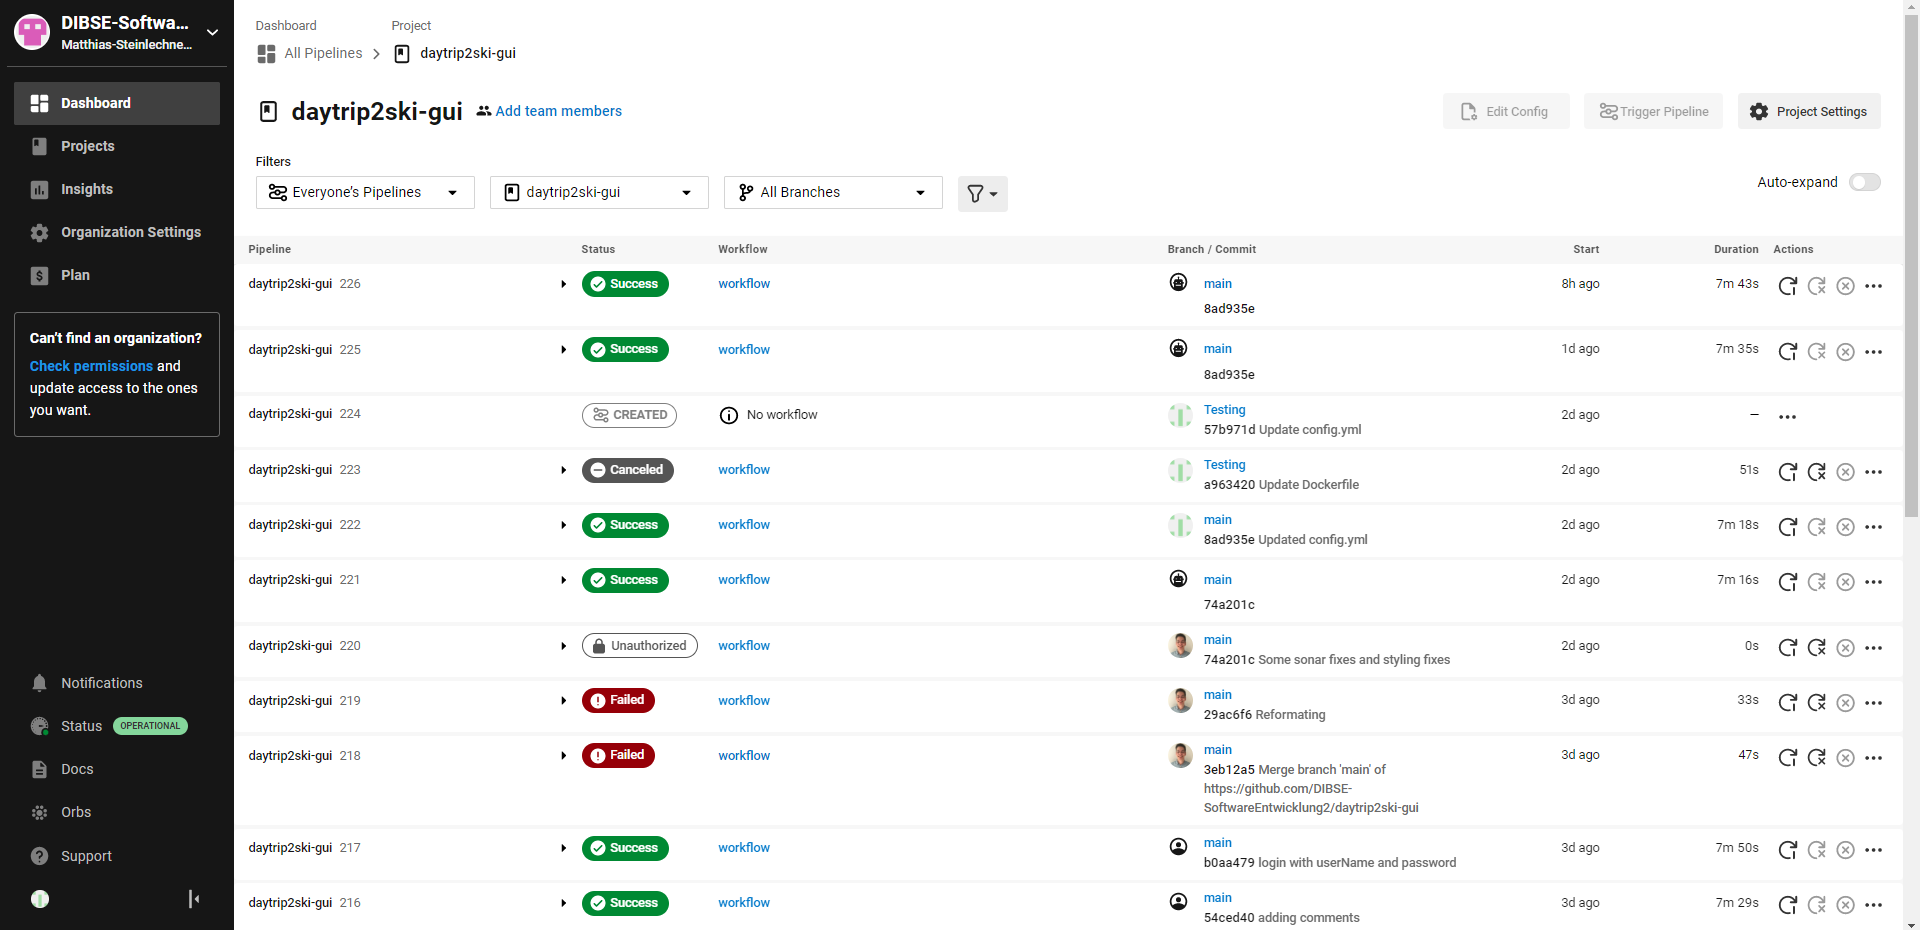 DIBSE-Softwa...
Matthias-Steinlechne...
Dashboard
Projects
Insights
Organization Settings
Plan
Can't find an organization?
Check permissions and
update access to the ones
you want.
Notifications
Status OPERATIONAL
Docs
Orbs
Support
Dashboard Project
All Pipelines daytrip2ski-gui
daytrip2ski-gui Add team members
Edit Config Trigger Pipeline Project Settings
Filters
Everyone's Pipelines daytrip2ski-gui All Branches
Auto-expand
Pipeline Status Workflow Branch / Commit Start Duration Actions
daytrip2ski-gui 226 Success workflow main 8h ago 7m 43s
8ad935e
daytrip2ski-gui 225 Success workflow main 1d ago 7m 35s
8ad935e
daytrip2ski-gui 224 CREATED No workflow Testing 2d ago –
57b971d Update config.yml
daytrip2ski-gui 223 Canceled workflow Testing 2d ago 51s
a963420 Update Dockerfile
daytrip2ski-gui 222 Success workflow main 2d ago 7m 18s
8ad935e Updated config.yml
daytrip2ski-gui 221 Success workflow main 2d ago 7m 16s
74a201c
daytrip2ski-gui 220 Unauthorized workflow main 2d ago 0s
74a201c Some sonar fixes and styling fixes
daytrip2ski-gui 219 Failed workflow main 3d ago 33s
29ac6f6 Reformating
daytrip2ski-gui 218 Failed workflow main 3d ago 47s
3eb12a5 Merge branch 'main' of
https://github.com/DIBSE-
SoftwareEntwicklung2/daytrip2ski-gui
daytrip2ski-gui 217 Success workflow main 3d ago 7m 50s
b0aa479 login with userName and password
daytrip2ski-gui 216 Success workflow main 3d ago 7m 29s
54ced40 adding comments